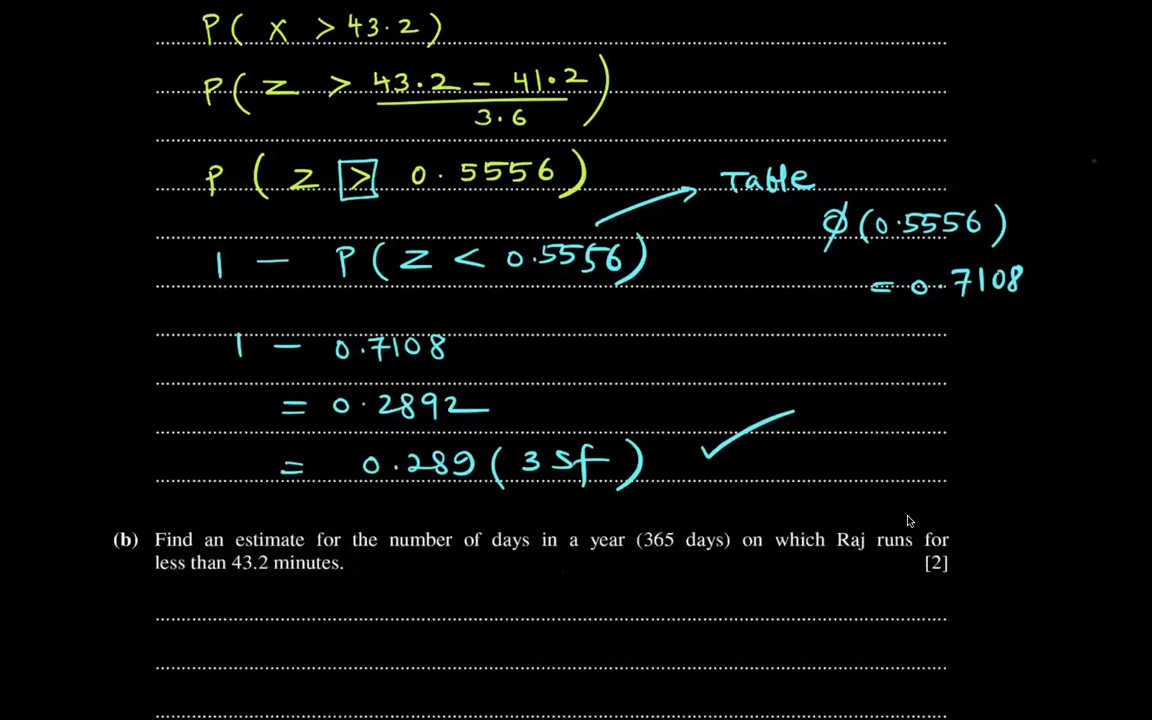 P( X > 43.2)
P( Z > 43.2 - 41.2 / 3.6 )
P ( Z > 0.5556 )
Table
ϕ(0.5556)
1 - P( Z < 0.5556)
= 0.7108
1 - 0.7108
= 0.2892
= 0.289 ( 3 sf )
(b) Find an estimate for the number of days in a year (365 days) on which Raj runs for
less than 43.2 minutes. [2]